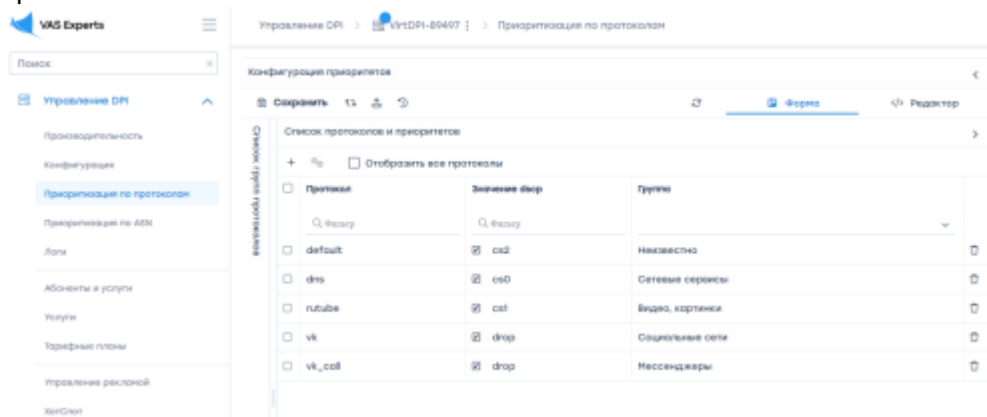 VAS Experts
Управление DPI > VirtDPI-89497 > Приоритизация по протоколам
Поиск
Конфигурация приоритетов
Управление DPI
Сохранить
Форма
</> Редактор
Производительность
Список групп протоколов
Список протоколов и приоритетов
Конфигурация
Отобразить все протоколы
Приоритизация по протоколам
Протокол Значение dscp Группа
Приоритизация по ASN
Фильтр Фильтр
Логи
default cs2 Неизвестно
dns cs0 Сетевые сервисы
Абоненты и услуги
rutube cs1 Видео, картинки
Услуги
vk drop Социальные сети
Тарифные планы
vk_call drop Мессенджеры
Управление рекламой
ХотСпот